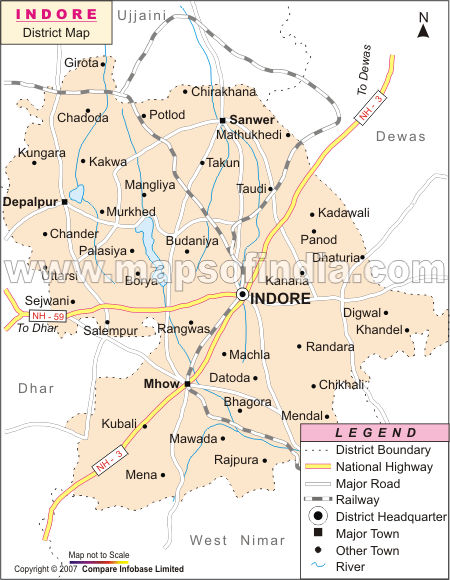 INDORE
District Map
Ujjaini
N
Girota
To Dewas
Chirakhana
NH - 3
Chadoda
Potlod
Sanwer
Mathukhedi
Dewas
Kungara
Kakwa
Takun
Mangliya
Taudi
Depalpur
Murkhed
Kadawali
Chander
Budaniya
Panod
Palasiya
Dhaturia
www.mapsofindia.com
Uttarsi
Borya
Kanaria
Sejwani
INDORE
NH - 59
Digwal
To Dhar
Salempur
Rangwas
Khandel
Machla
Randara
Dhar
Mhow
Datoda
Chikhali
Bhagora
Kubali
Mendal
Mawada
NH - 3
Mena
Rajpura
West Nimar
LEGEND
District Boundary
National Highway
Major Road
Railway
District Headquarter
Major Town
Other Town
River
Map not to Scale
Copyright © 2007 Compare Infobase Limited